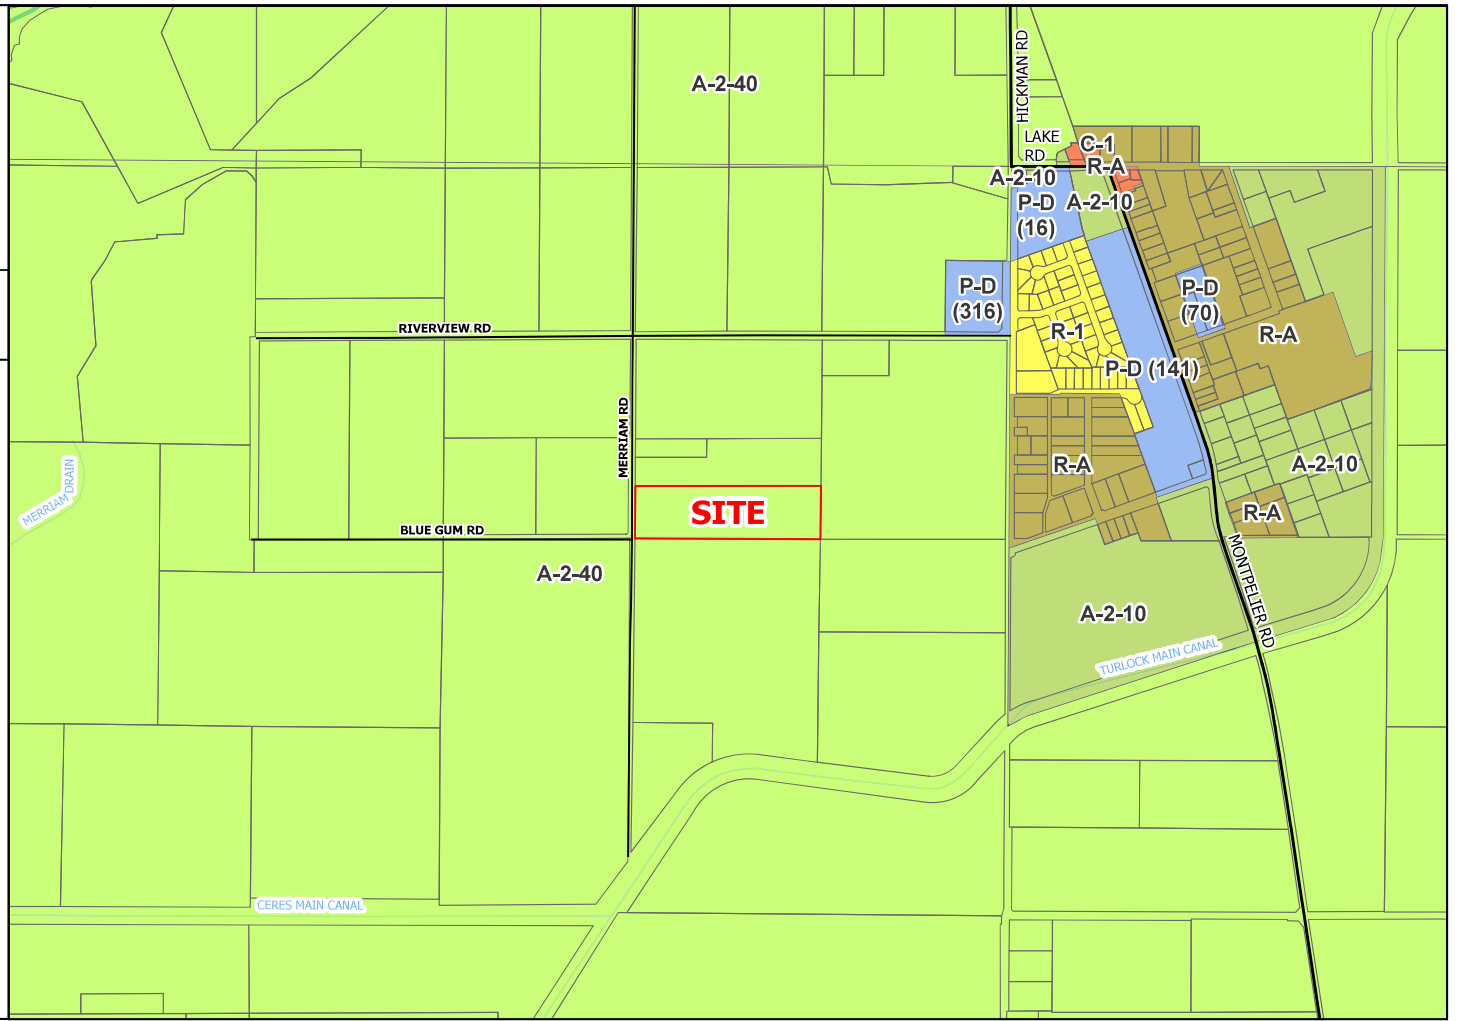 A-2-40
HICKMAN RD
LAKE
RD
C-1
R-A
A-2-10
P-D
(16)
A-2-10
P-D
(316)
P-D
(70)
RIVERVIEW RD
R-1
R-A
P-D (141)
MERRIAM RD
MERRIAM DRAIN
R-A
A-2-10
SITE
R-A
BLUE GUM RD
A-2-40
MONTPELIER RD
A-2-10
TURLOCK MAIN CANAL
CERES MAIN CANAL